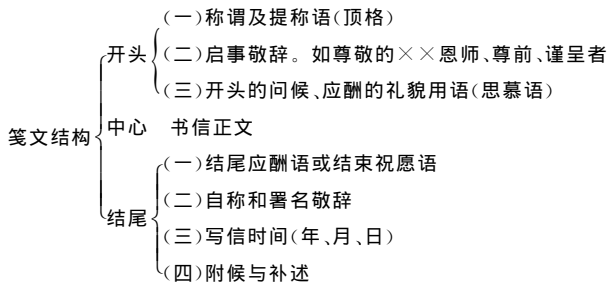 (一)称谓及提称语(顶格)
开头 (二)启事敬辞。如尊敬的××恩师、尊前、谨呈者
(三)开头的问候、应酬的礼貌用语(思慕语)
笺文结构 中心 书信正文
(一)结尾应酬语或结束祝愿语
(二)自称和署名敬辞
结尾 (三)写信时间(年、月、日)
(四)附候与补述